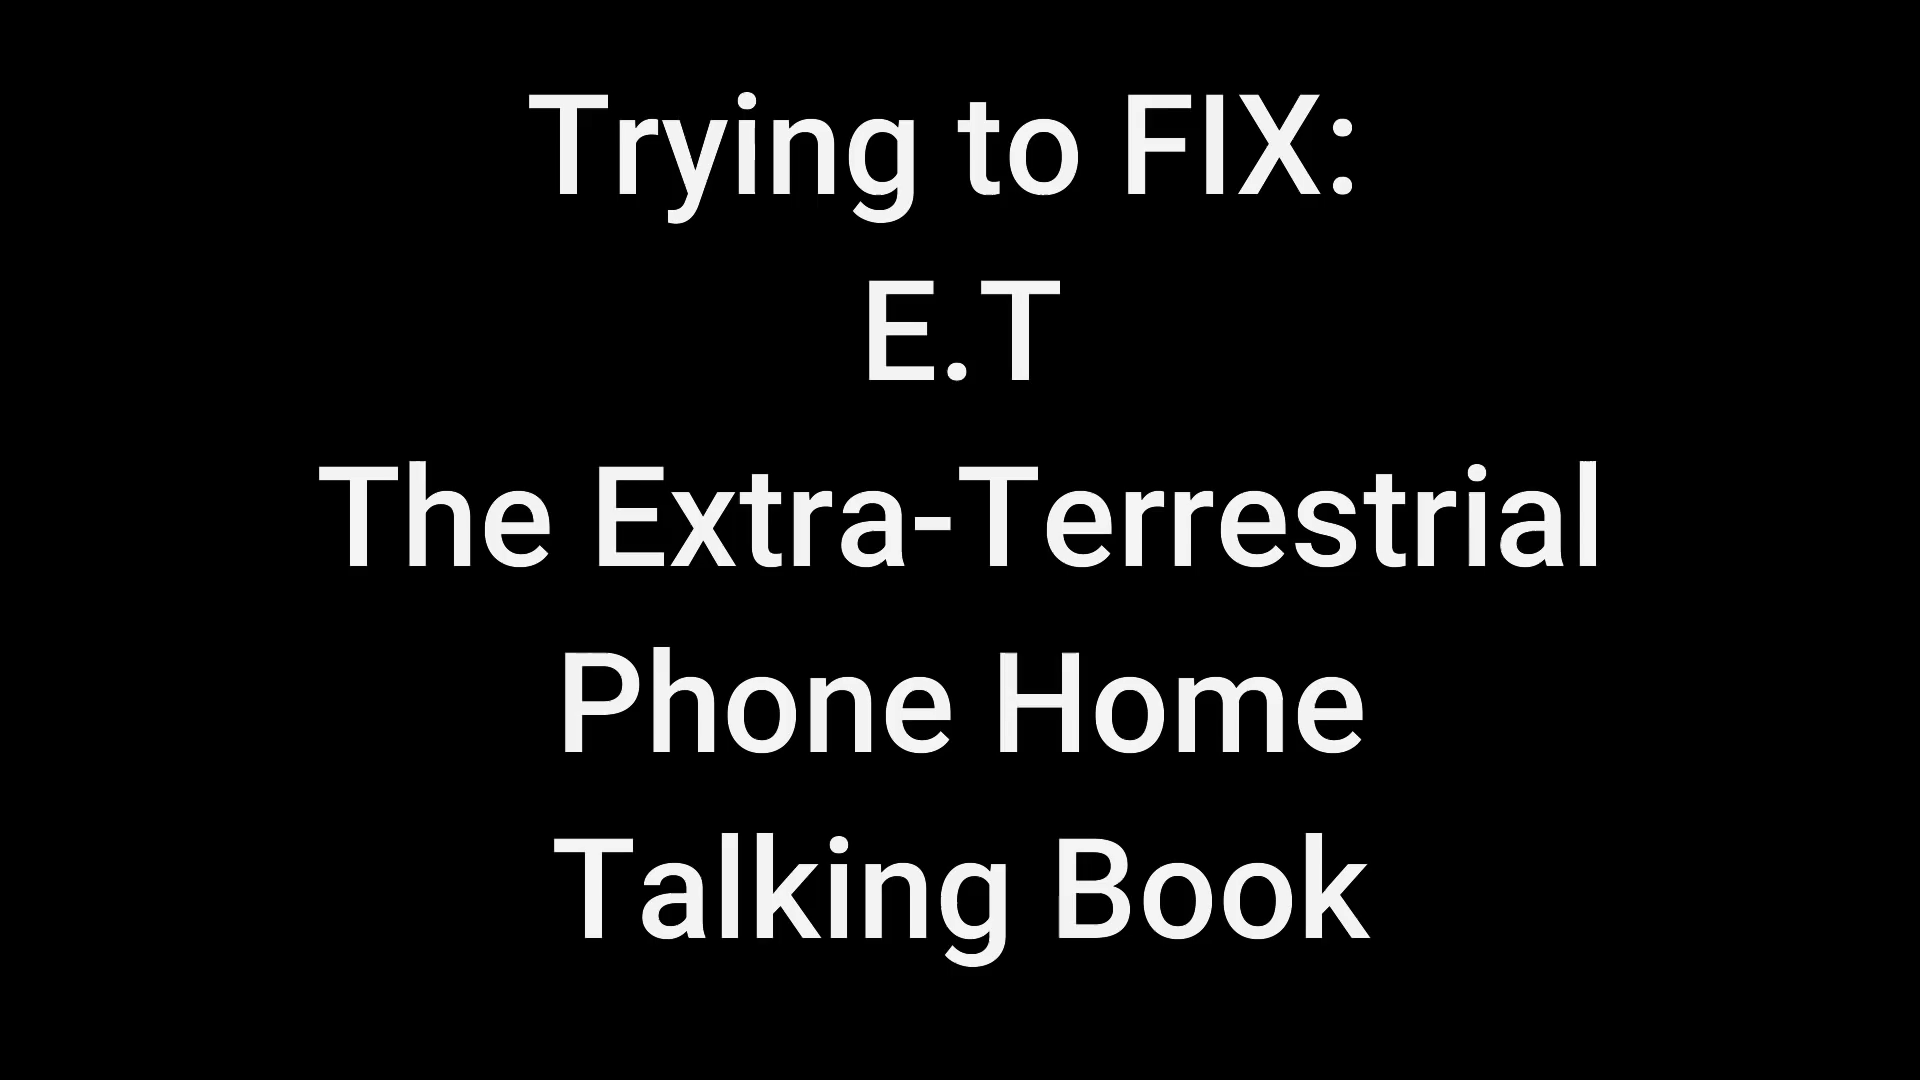 Trying to FIX:
E.T
The Extra-Terrestrial
Phone Home
Talking Book